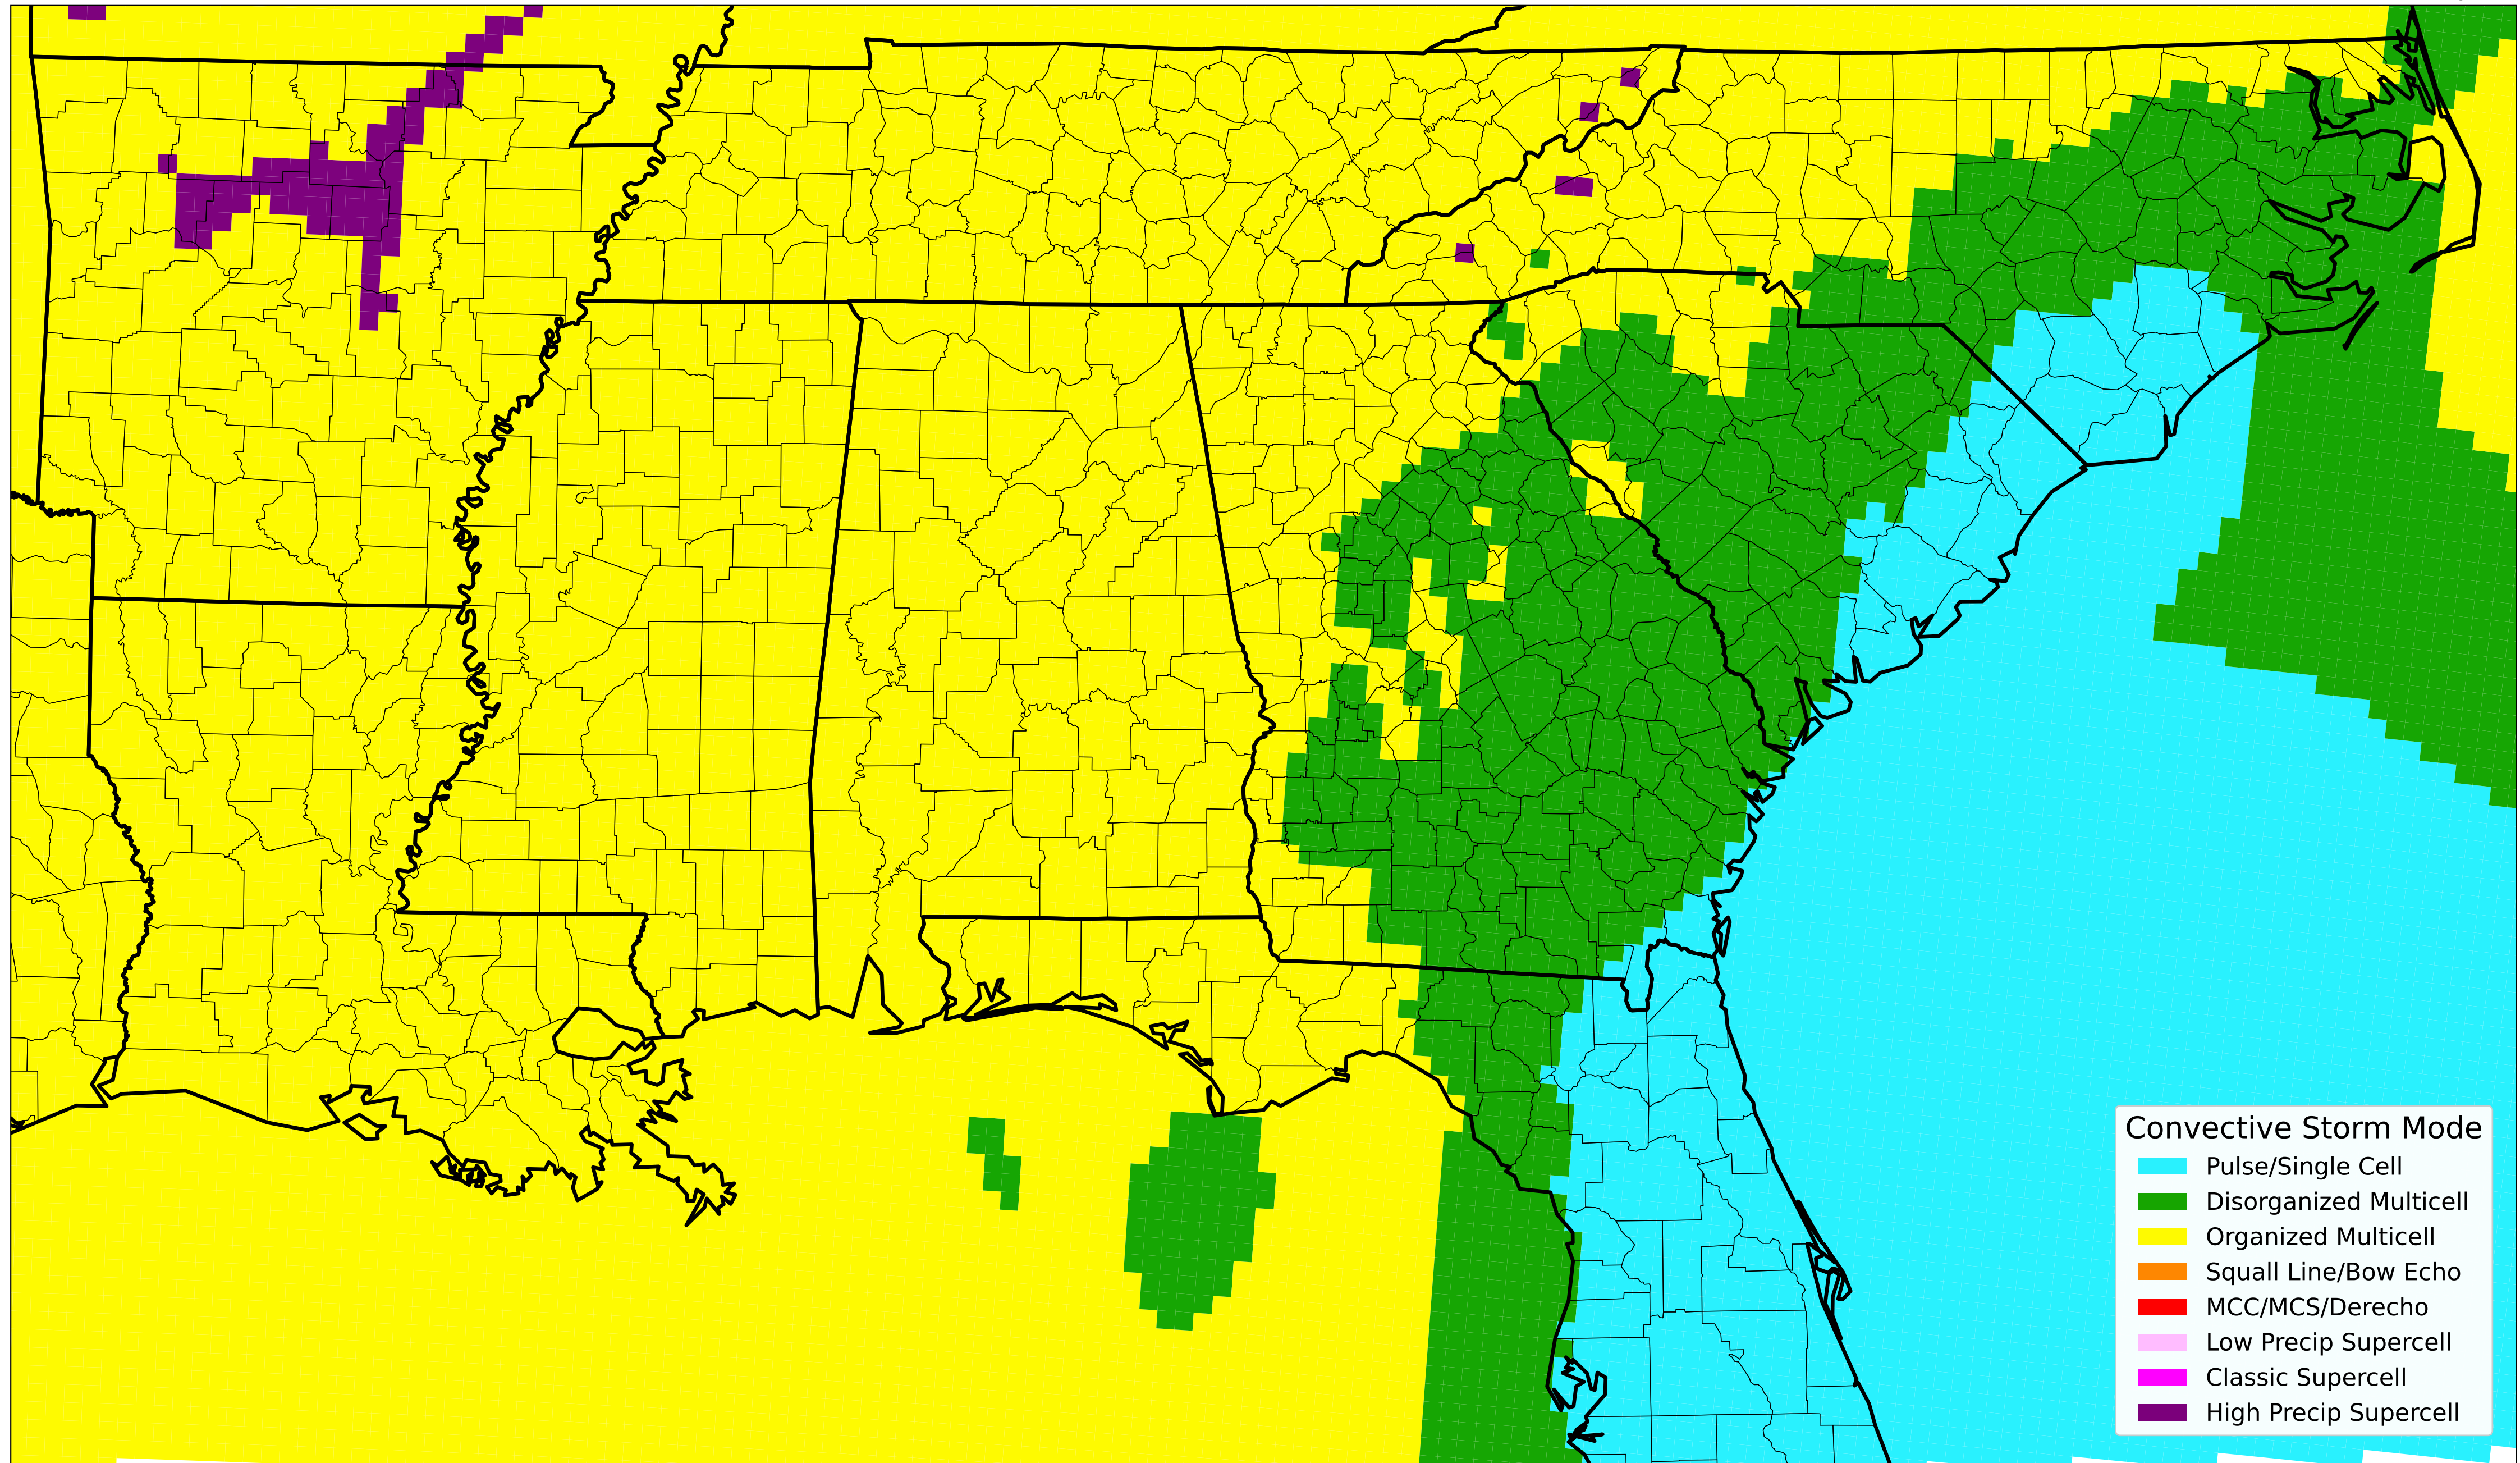 Convective Storm Mode
Pulse/Single Cell
Disorganized Multicell
Organized Multicell
Squall Line/Bow Echo
MCC/MCS/Derecho
Low Precip Supercell
Classic Supercell
High Precip Supercell